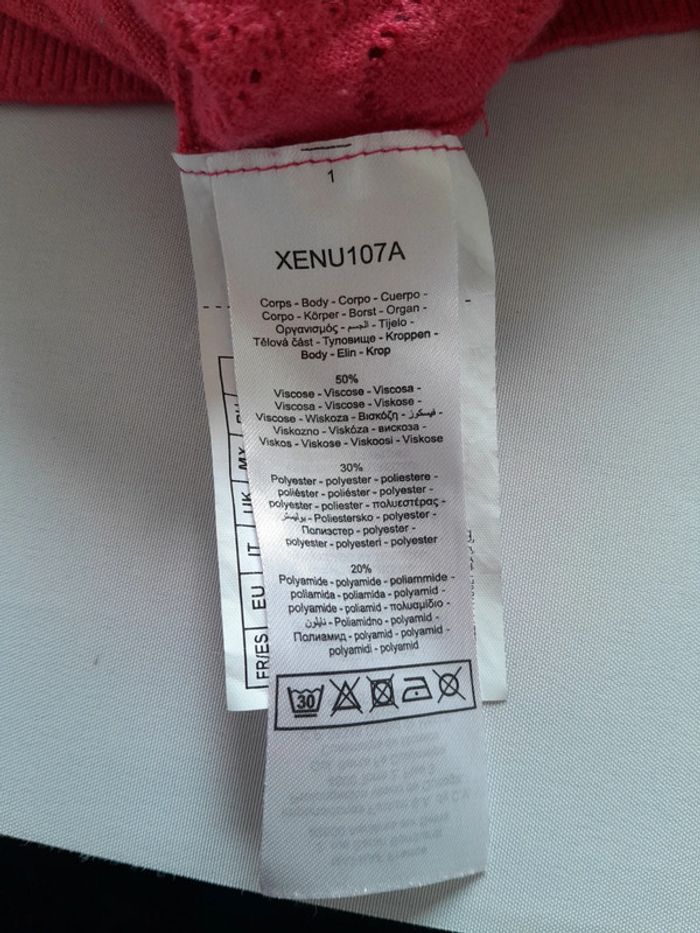 1
XENU107A
Corps - Body - Corpo - Cuerpo -
Corpo - Körper - Borst - Organ -
Οργανισμός - الجسم - Tijelo -
Tělová část - Туловище - Kroppen -
Body - Elin - Krop
50%
Viscose - Viscose - Viscosa -
Viscosa - Viscose - Viskose -
Viscose - Wiskoza - Βισκόζη - فيسكوز -
Viskozno - Viskóza - вискоза -
Viskos - Viskose - Viskoosi - Viskose
30%
Polyester - polyester - poliestere -
poliéster - poliéster - polyester -
polyester - poliester - πολυεστέρας -
- Poliestersko - polyester -
Полиэстер - polyester -
polyester - polyesteri - polyester
20%
Polyamide - polyamide - poliammide -
poliamida - poliamida - polyamid -
polyamide - poliamid - πολυαμίδιο -
نايلون - Poliamidno - polyamid -
Полиамид - polyamid - polyamid -
polyamidi - polyamid
30
FR/ES
EU
IT
UK
MX